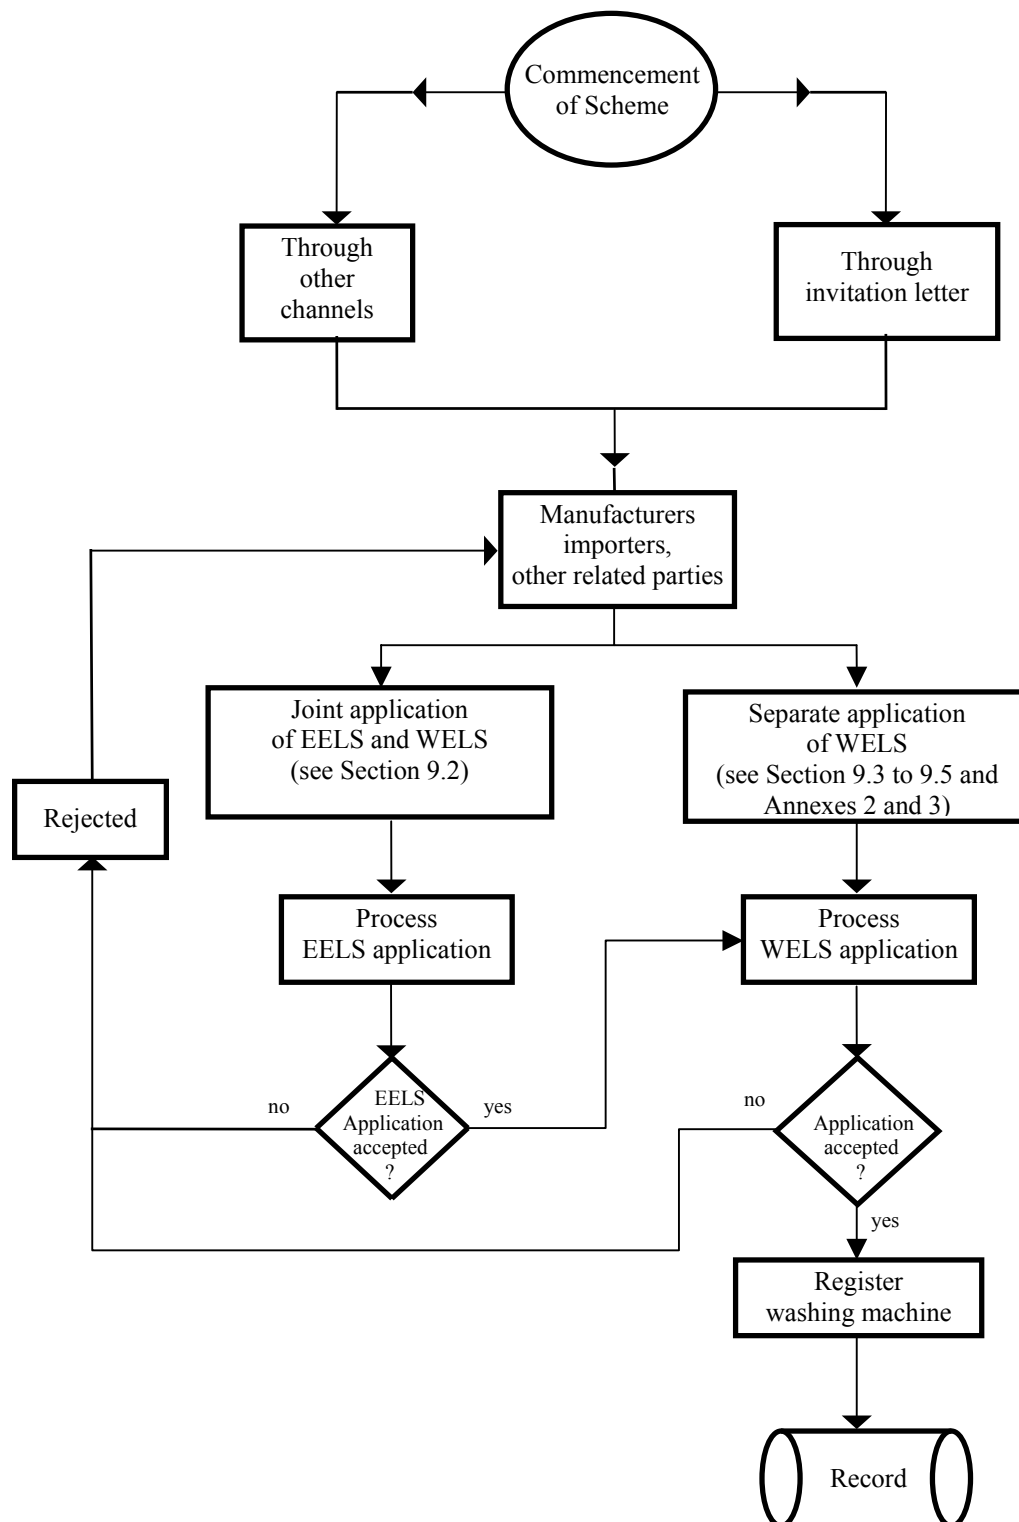 Commencement
of Scheme
Through
other
channels
Through
invitation letter
Manufacturers
importers,
other related parties
Joint application
of EELS and WELS
(see Section 9.2)
Separate application
of WELS
(see Section 9.3 to 9.5 and
Annexes 2 and 3)
Rejected
Process
EELS application
Process
WELS application
no
EELS
Application
accepted
?
yes
no
Application
accepted
?
yes
Register
washing machine
Record